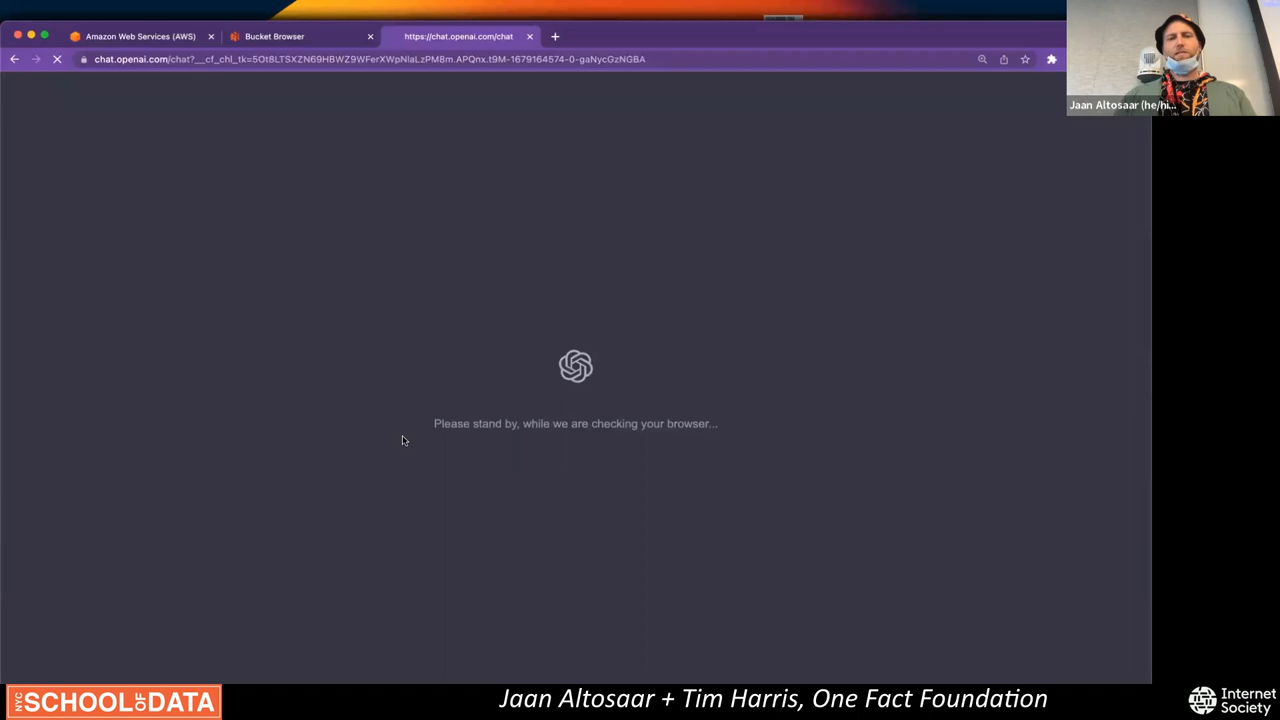 Amazon Web Services (AWS)
Bucket Browser
https://chat.openai.com/chat
chat.openai.com/chat?__cf_chl_tk=5Ot8LTSXZN69HBWZ9WFerXWpNlaLzPM8m.APQnx.t9M-1679164574-0-gaNycGzNGBA
Jaan Altosaar (he/hi...
Please stand by, while we are checking your browser...
NYC SCHOOL OF DATA
Jaan Altosaar + Tim Harris, One Fact Foundation
Internet
Society